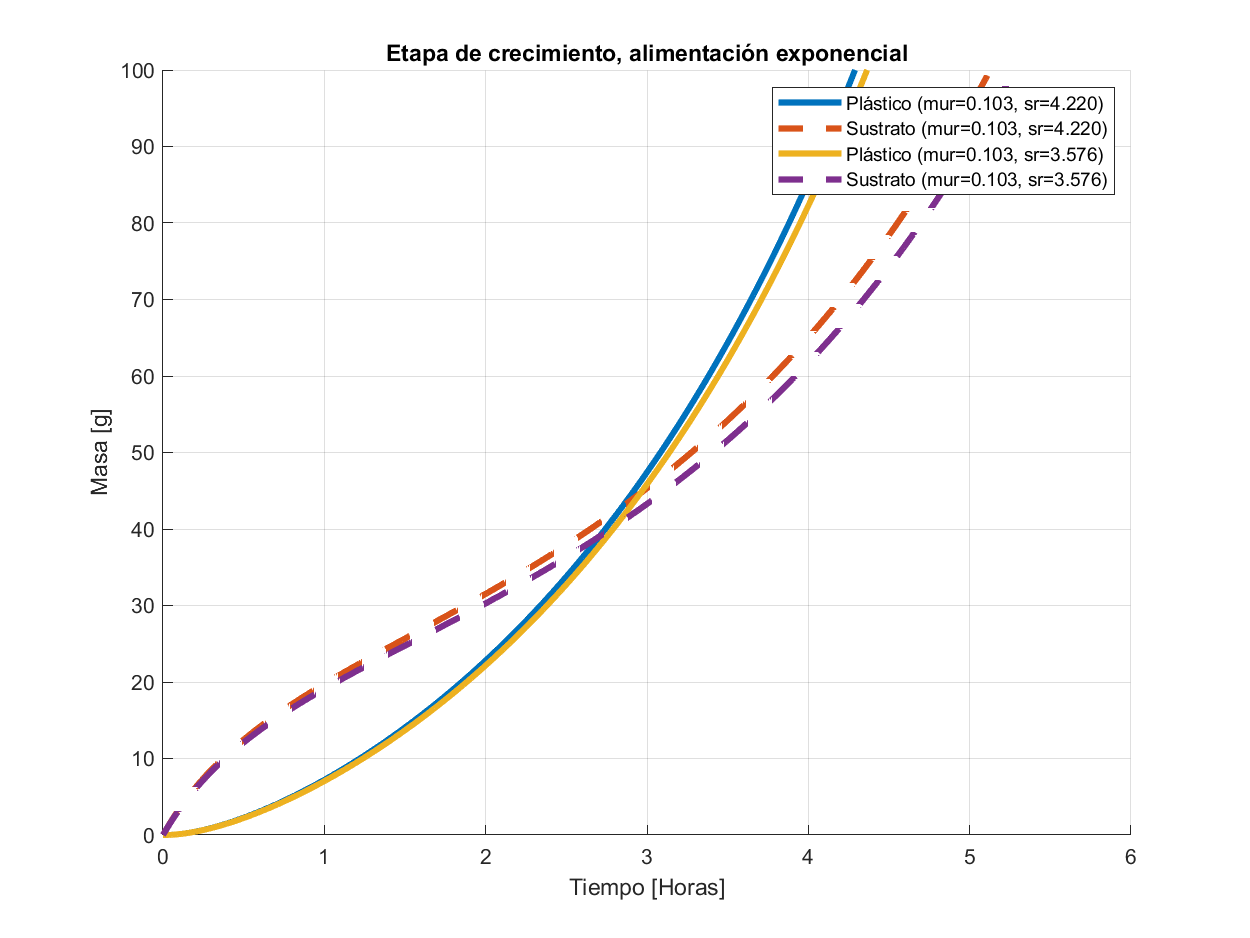 Etapa de crecimiento, alimentación exponencial
100
90
80
70
60
50
40
30
20
10
0
Masa [g]
Plástico (mur=0.103, sr=4.220)
Sustrato (mur=0.103, sr=4.220)
Plástico (mur=0.103, sr=3.576)
Sustrato (mur=0.103, sr=3.576)
0 1 2 3 4 5 6
Tiempo [Horas]